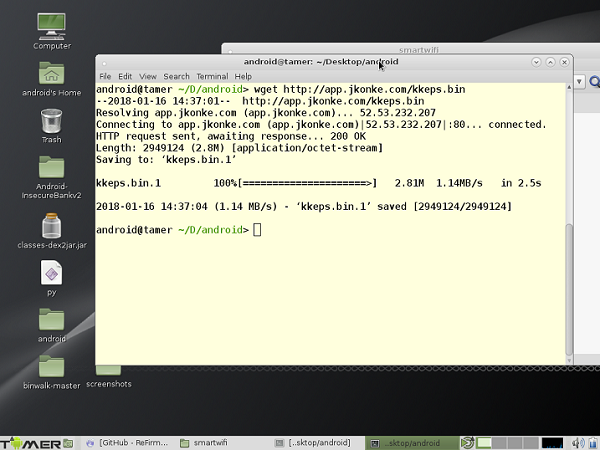 Computer
android's Home
Trash
Android-
InsecureBankv2
classes-dex2jar.jar
py
android
binwalk-master
screenshots
smartwifi
android@tamer: ~/Desktop/android
File Edit View Search Terminal Help
android@tamer ~/D/android> wget http://app.jkonke.com/kkeps.bin
--2018-01-16 14:37:01-- http://app.jkonke.com/kkeps.bin
Resolving app.jkonke.com (app.jkonke.com)... 52.53.232.207
Connecting to app.jkonke.com (app.jkonke.com)|52.53.232.207|:80... connected.
HTTP request sent, awaiting response... 200 OK
Length: 2949124 (2.8M) [application/octet-stream]
Saving to: ‘kkeps.bin.1’
kkeps.bin.1 100%[=====================>] 2.81M 1.14MB/s in 2.5s
2018-01-16 14:37:04 (1.14 MB/s) - ‘kkeps.bin.1’ saved [2949124/2949124]
android@tamer ~/D/android>
TAMER
[GitHub - ReFirm...
smartwifi
[..sktop/android]
..sktop/android